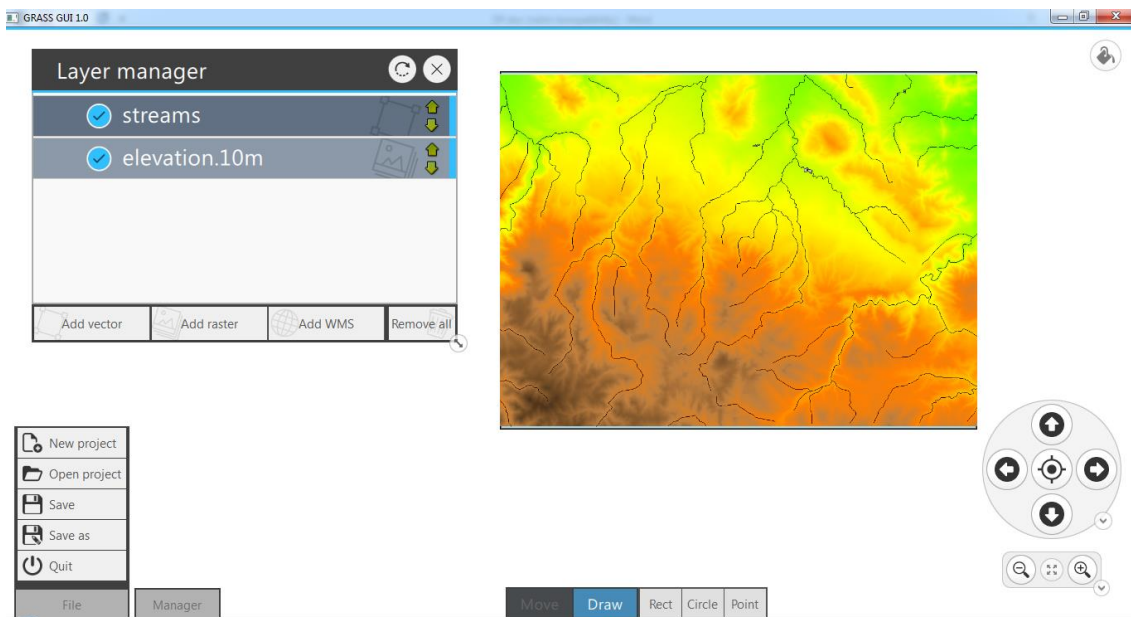 GRASS GUI 1.0
Layer manager
streams
elevation.10m
Add vector
Add raster
Add WMS
Remove all
New project
Open project
Save
Save as
Quit
File
Manager
Move
Draw
Rect
Circle
Point